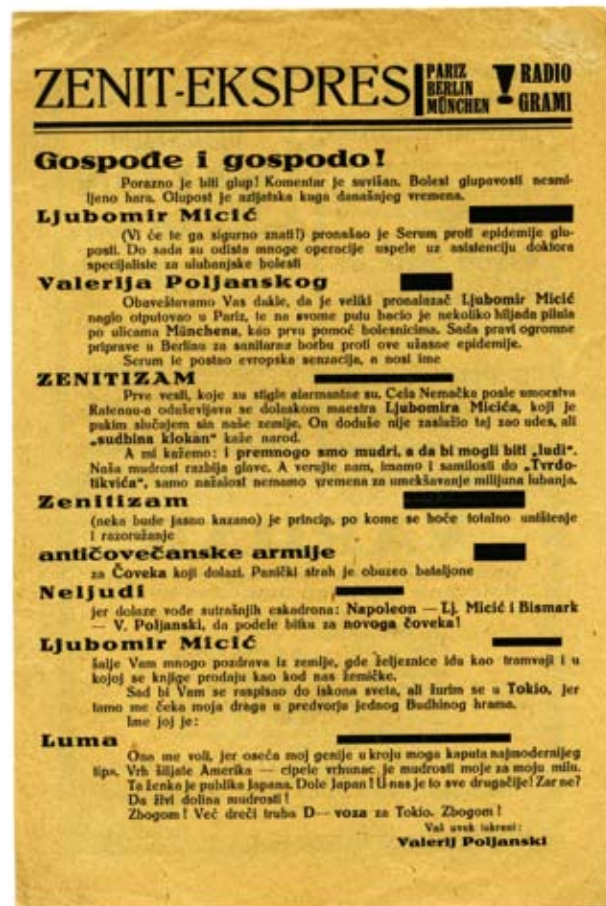 ZENIT-EKSPRES
PARIZ
BERLIN
MÜNCHEN
! RADIO
GRAMI
Gospođe i gospodo!
Porazno je biti glup! Komentar je suvišan. Bolest glupavosti nesmi-
ljeno hara. Glupost je azijatska kuga današnjeg vremena.
Ljubomir Micić
(Vi će te ga sigurno znati!) pronašao je Serum proti epidemije glu-
posti. Do sada su odista mnoge operacije uspele uz asistenciju doktora
specijaliste za ulubanjske bolesti
Valerija Poljanskog
Obaveštavamo Vas dakle, da je veliki pronalazač Ljubomir Micić
naglo otputovao u Pariz, te na svome putu bacio je nekoliko hiljada pilula
po ulicama Münchena, kao prvu pomoć bolesnicima. Sada pravi ogromne
priprave u Berlinu za sanitarnu borbu proti ove užasne epidemije.
Serum je postao evropska senzacija, a nosi ime
ZENITIZAM
Prve vesti, koje su stigle alarmantne su. Cela Nemačka posle umorstva
Ratenau-a oduševljava se dolaskom maestra Ljubomira Micića, koji je
pukim slučajem sin naše zemlje. On doduše nije zaslužio taj zao udes, ali
„sudbina klokan“ kaže narod.
A mi kažemo: i premnogo smo mudri, a da bi mogli biti „ludi“.
Naša mudrost razbija glave. A verujte nam, imamo i samilosti do „Tvrdo-
tikvića“, samo nažalost nemamo vremena za umekšavanje milijuna lubanja.
Zenitizam
(neka bude jasno kazano) je princip, po kome se hoće totalno uništenje
i razoružanje
antičovečanske armije
za Čoveka koji dolazi. Panički strah je obuzeo bataljone
Neljudi
jer dolaze vođe sutrašnjih eskadrona: Napoleon — Lj. Micić i Bismark
— V. Poljanski, da podele bitku za novoga čoveka!
Ljubomir Micić
šalje Vam mnogo pozdrava iz zemlje, gde željeznice idu kao tramvaji i u
kojoj se knjige prodaju kao kod nas žemičke.
Sad bi Vam se raspisao do iskona sveta, ali žurim se u Tokio, jer
tamo me čeka moja draga u predvorju jednog Budhinog hrama.
Ime joj je:
Luma
Ona me voli, jer oseća moj genije u kroju moga kaputa najmodernijeg
tipa. Vrh šiljate Amerika — cipele vrhunac je mudrosti moje za moju milu.
Ta ženka je publika Japana. Dole Japan! U nas je to sve drugačije! Zar ne?
Da živi dolina mudrosti!
Zbogom! Već dreči truba D— voza za Tokio. Zbogom!
Vaš uvek iskreni:
Valerij Poljanski